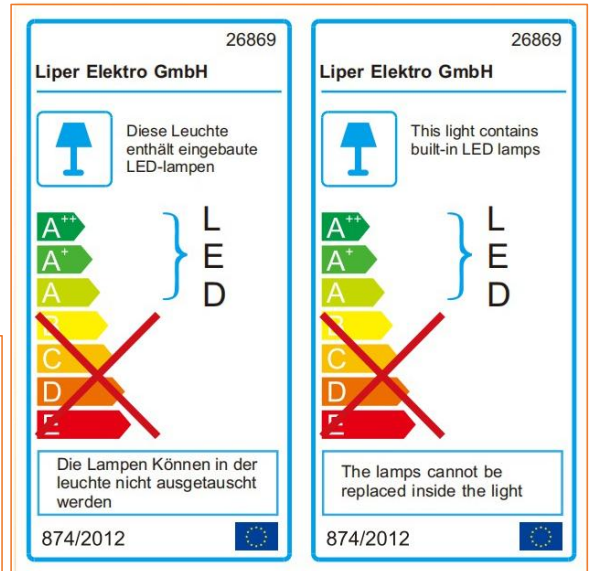 26869
Liper Elektro GmbH
Diese Leuchte
enthält eingebaute
LED-lampen
A++
A+
A
B
C
D
E
L
E
D
Die Lampen Können in der
leuchte nicht ausgetauscht
werden
874/2012
26869
Liper Elektro GmbH
This light contains
built-in LED lamps
A++
A+
A
B
C
D
E
L
E
D
The lamps cannot be
replaced inside the light
874/2012